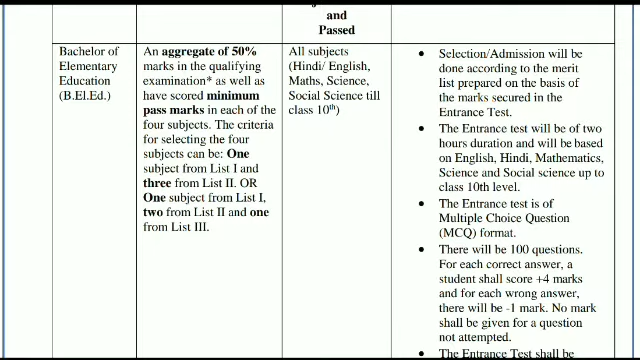 and
Passed
Bachelor of
Elementary
Education
(B.El.Ed.)
An aggregate of 50%
marks in the qualifying
examination* as well as
have scored minimum
pass marks in each of the
four subjects. The criteria
for selecting the four
subjects can be: One
subject from List I and
three from List II. OR
One subject from List I,
two from List II and one
from List III.
All subjects
(Hindi/ English,
Maths, Science,
Social Science till
class 10th)
• Selection/Admission will be
done according to the merit
list prepared on the basis of
the marks secured in the
Entrance Test.
• The Entrance test will be of two
hours duration and will be based
on English, Hindi, Mathematics,
Science and Social science up to
class 10th level.
• The Entrance test is of
Multiple Choice Question
(MCQ) format.
• There will be 100 questions.
For each correct answer, a
student shall score +4 marks
and for each wrong answer,
there will be -1 mark. No mark
shall be given for a question
not attempted.
• The Entrance Test shall be